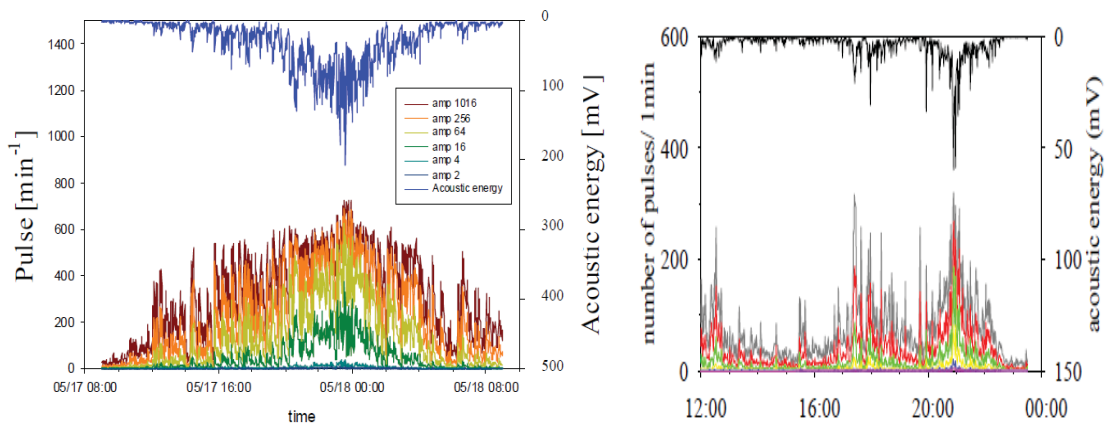 1400
1200
1000
800
600
400
200
0
Pulse [min-1]
05/17 08:00
05/17 16:00
05/18 00:00
05/18 08:00
time
amp 1016
amp 256
amp 64
amp 16
amp 4
amp 2
Acoustic energy
0
100
200
300
400
500
Acoustic energy [mV]
600
400
200
0
number of pulses/ 1min
12:00
16:00
20:00
00:00
0
50
100
150
acoustic energy (mV)